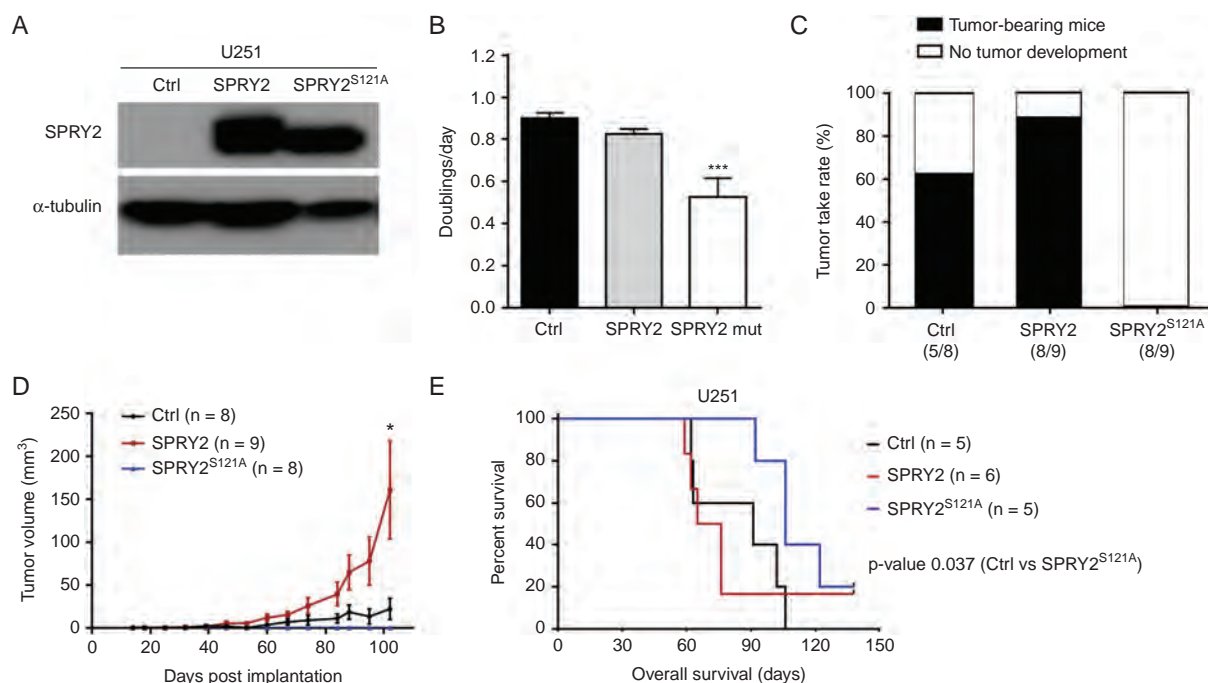 A
U251
Ctrl SPRY2 SPRY2S121A
SPRY2
α-tubulin
B
1.2
1.0
0.8
0.6
0.4
0.2
0.0
Doublings/day
***
Ctrl SPRY2 SPRY2 mut
C
Tumor-bearing mice
No tumor development
100
80
60
40
20
0
Tumor take rate (%)
Ctrl SPRY2 SPRY2S121A
(5/8) (8/9) (8/9)
D
Ctrl (n = 8)
SPRY2 (n = 9)
SPRY2S121A (n = 8)
*
250
200
150
100
50
0
Tumor volume (mm3)
0 20 40 60 80 100
Days post implantation
E
U251
100
80
60
40
20
0
Percent survival
0 30 60 90 120 150
Overall survival (days)
Ctrl (n = 5)
SPRY2 (n = 6)
SPRY2S121A (n = 5)
p-value 0.037 (Ctrl vs SPRY2S121A)